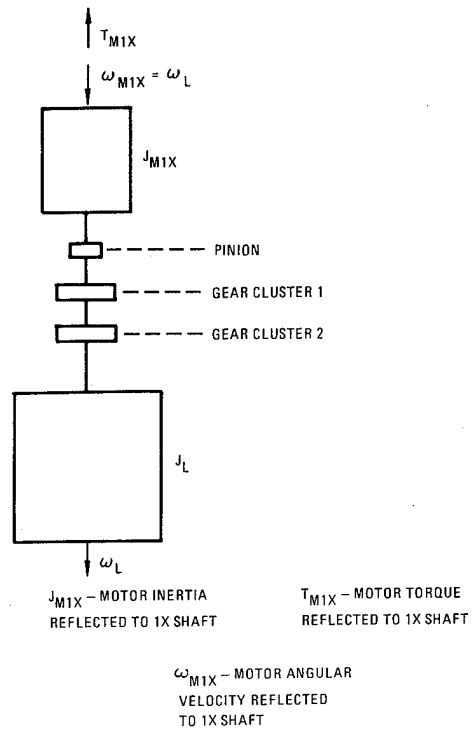 T_M1X
ω_M1X = ω_L
J_M1X
PINION
GEAR CLUSTER 1
GEAR CLUSTER 2
J_L
ω_L
J_M1X – MOTOR INERTIA
REFLECTED TO 1X SHAFT
T_M1X – MOTOR TORQUE
REFLECTED TO 1X SHAFT
ω_M1X – MOTOR ANGULAR
VELOCITY REFLECTED
TO 1X SHAFT